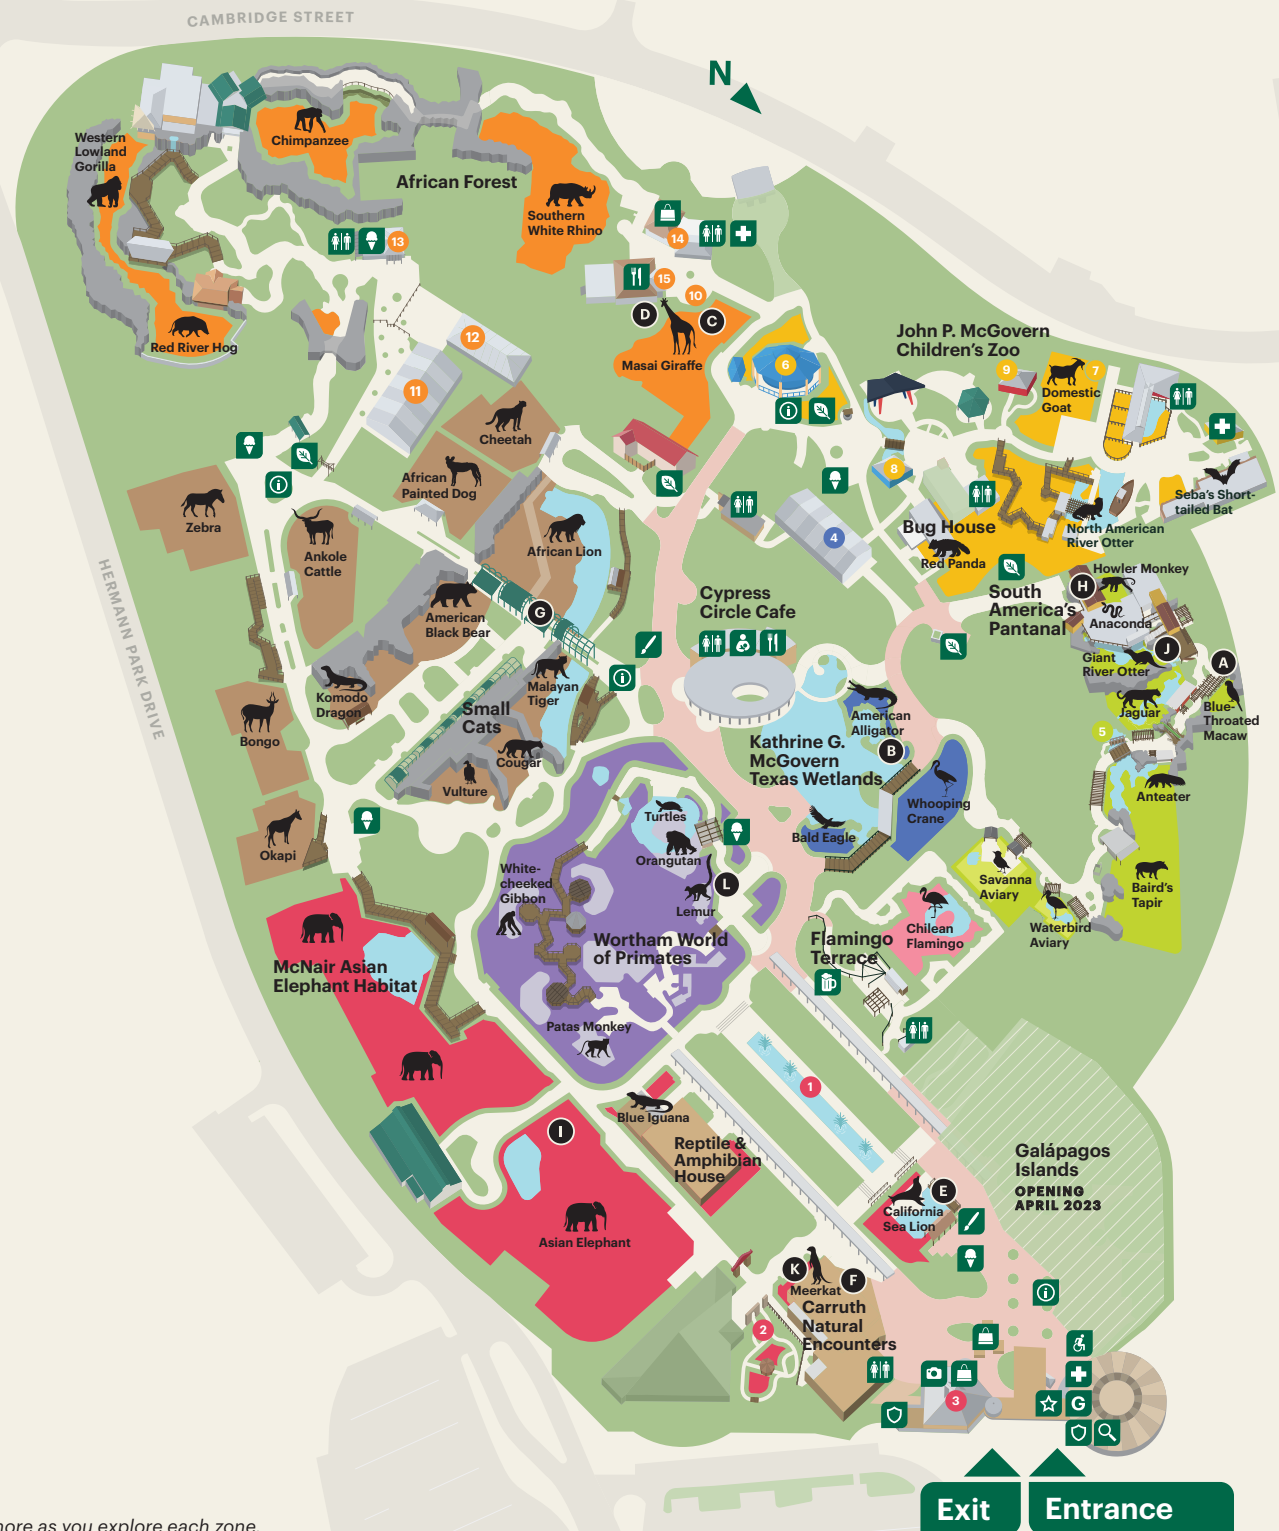 CAMBRIDGE STREET
N
Western
Lowland
Gorilla
Chimpanzee
African Forest
Southern
White Rhino
13
14
15
10
D
C
Red River Hog
12
11
Masai Giraffe
6
John P. McGovern
Children's Zoo
9
7
Domestic
Goat
Cheetah
African
Painted Dog
8
Zebra
Ankole
Cattle
African Lion
4
Bug House
Red Panda
North American
River Otter
Seba's Short-
tailed Bat
HERMANN PARK DRIVE
American
Black Bear
G
Cypress
Circle Cafe
South
America's
Pantanal
H
Howler Monkey
Anaconda
J
A
Giant
River Otter
Komodo
Dragon
Malayan
Tiger
Small
Cats
Cougar
Vulture
Bongo
Jaguar
Blue-
Throated
Macaw
5
Anteater
American
Alligator
B
Kathrine G.
McGovern
Texas Wetlands
Whooping
Crane
Bald Eagle
Okapi
Turtles
Orangutan
White-
cheeked
Gibbon
L
Lemur
Savanna
Aviary
Baird's
Tapir
Waterbird
Aviary
Chilean
Flamingo
Flamingo
Terrace
Wortham World
of Primates
McNair Asian
Elephant Habitat
Patas Monkey
1
Blue Iguana
I
Reptile &
Amphibian
House
Galápagos
Islands
OPENING
APRIL 2023
E
California
Sea Lion
Asian Elephant
K
F
Meerkat
Carruth
Natural
Encounters
2
3
G
Exit
Entrance
more as you explore each zone.